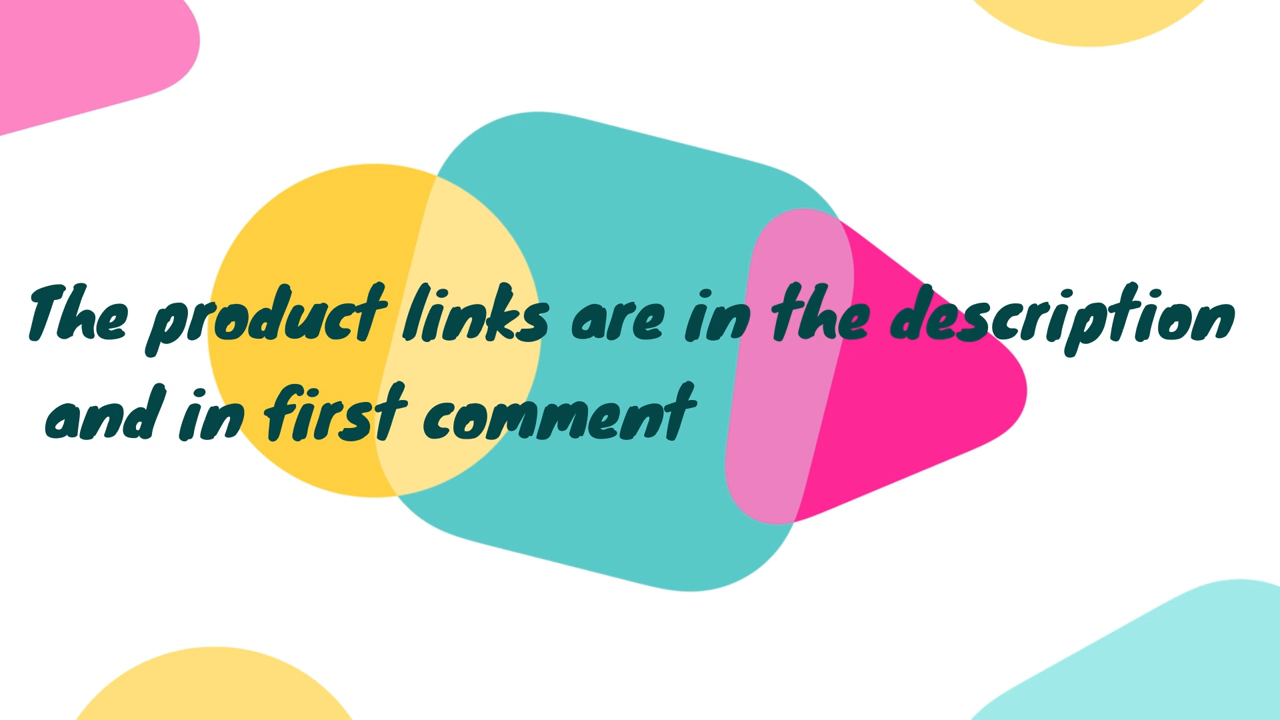 The product links are in the description
and in first comment